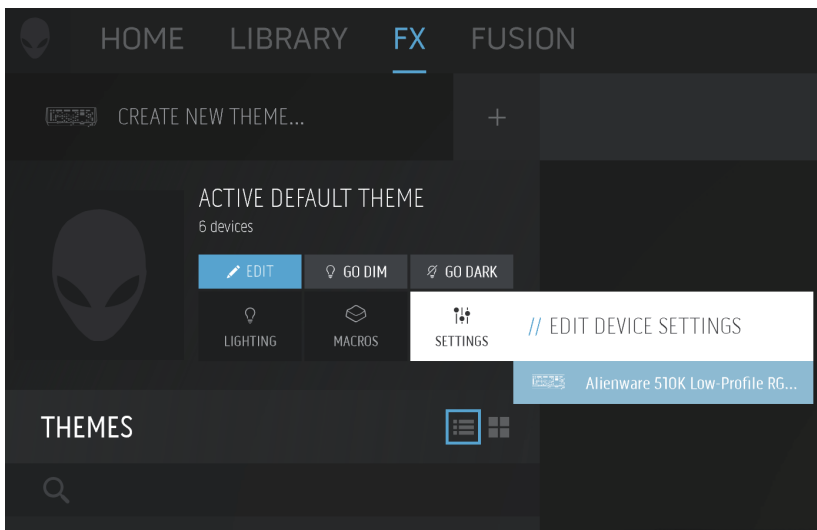 HOME LIBRARY FX FUSION
CREATE NEW THEME... +
ACTIVE DEFAULT THEME
6 devices
EDIT GO DIM GO DARK
LIGHTING MACROS SETTINGS
// EDIT DEVICE SETTINGS
Alienware 510K Low-Profile RG...
THEMES